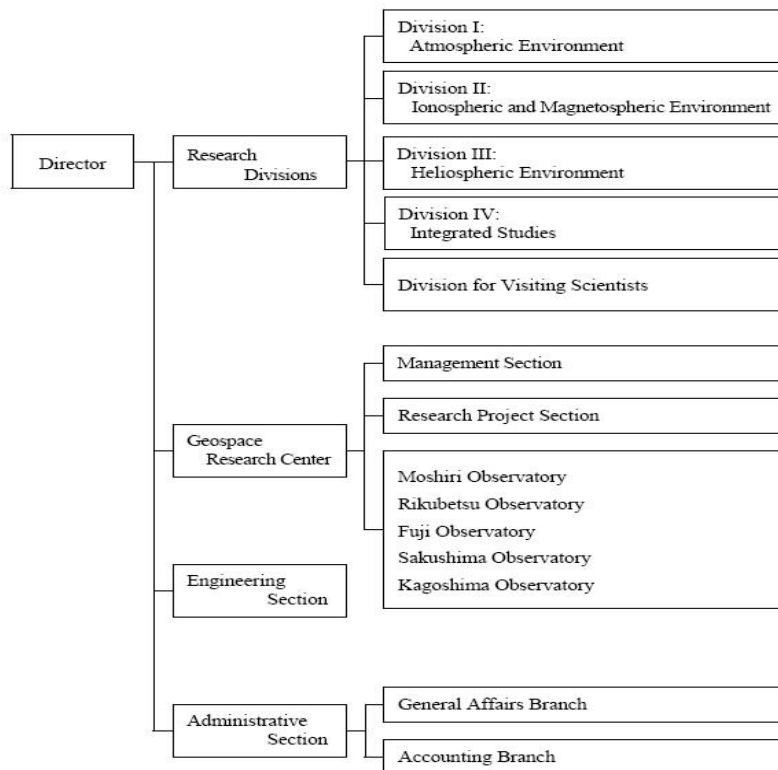 Director
Research
Divisions
Division I:
Atmospheric Environment
Division II:
Ionospheric and Magnetospheric Environment
Division III:
Heliospheric Environment
Division IV:
Integrated Studies
Division for Visiting Scientists
Geospace
Research Center
Management Section
Research Project Section
Moshiri Observatory
Rikubetsu Observatory
Fuji Observatory
Sakushima Observatory
Kagoshima Observatory
Engineering
Section
Administrative
Section
General Affairs Branch
Accounting Branch